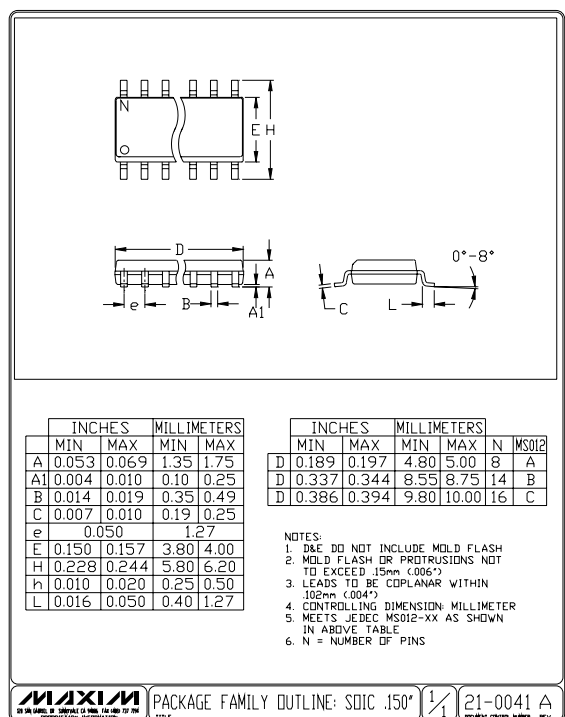 N
E H
D
0°-8°
A
e
B
A1
C
L
INCHES MILLIMETERS
MIN MAX MIN MAX
A 0.053 0.069 1.35 1.75
A1 0.004 0.010 0.10 0.25
B 0.014 0.019 0.35 0.49
C 0.007 0.010 0.19 0.25
e 0.050 1.27
E 0.150 0.157 3.80 4.00
H 0.228 0.244 5.80 6.20
h 0.010 0.020 0.25 0.50
L 0.016 0.050 0.40 1.27
INCHES MILLIMETERS
MIN MAX MIN MAX N MS012
D 0.189 0.197 4.80 5.00 8 A
D 0.337 0.344 8.55 8.75 14 B
D 0.386 0.394 9.80 10.00 16 C
NOTES:
1. D&E DO NOT INCLUDE MOLD FLASH
2. MOLD FLASH OR PROTRUSIONS NOT
TO EXCEED .15mm (.006")
3. LEADS TO BE COPLANAR WITHIN
.102mm (.004")
4. CONTROLLING DIMENSION: MILLIMETER
5. MEETS JEDEC MS012-XX AS SHOWN
IN ABOVE TABLE
6. N = NUMBER OF PINS
MAXIM
PACKAGE FAMILY OUTLINE: SOIC .150"
1/1
21-0041 A
TITLE